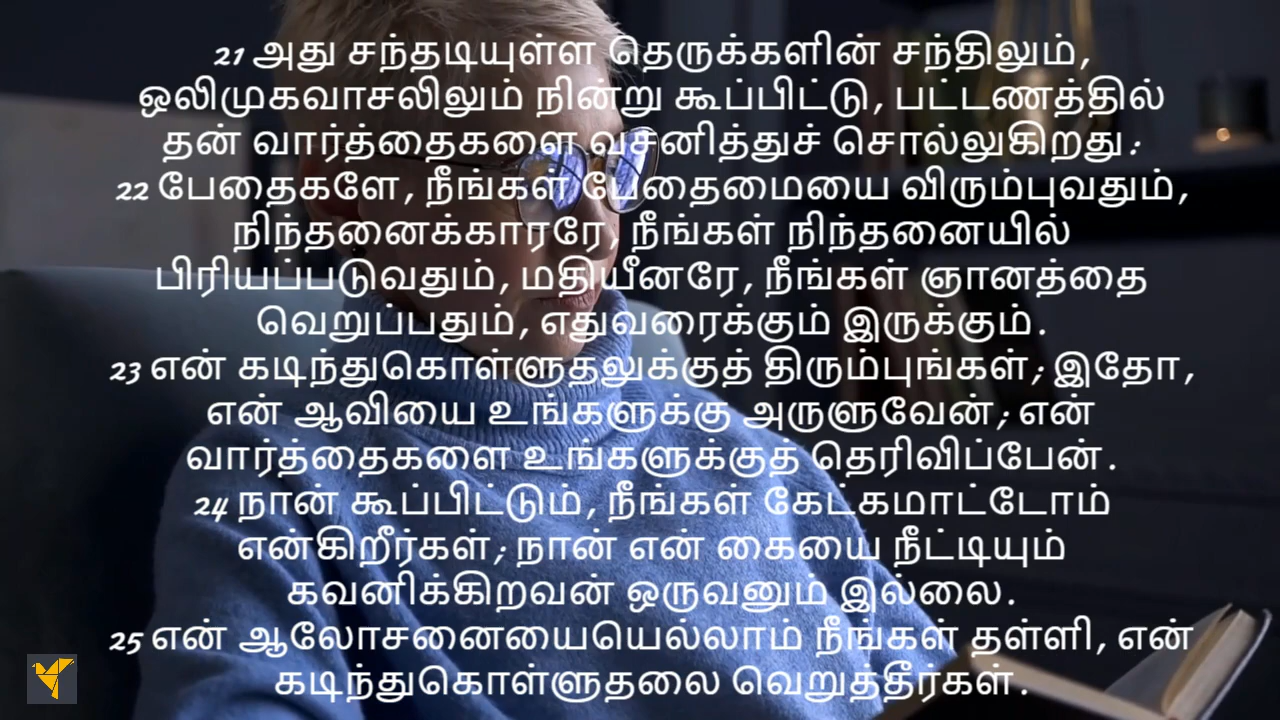 21 அது சந்தடியுள்ள தெருக்களின் சந்திலும்,
ஒலிமுகவாசலிலும் நின்று கூப்பிட்டு, பட்டணத்தில்
தன் வார்த்தைகளை வசனித்துச் சொல்லுகிறது:
22 பேதைகளே, நீங்கள் பேதைமையை விரும்புவதும்,
நிந்தனைக்காரரே, நீங்கள் நிந்தனையில்
பிரியப்படுவதும், மதியீனரே, நீங்கள் ஞானத்தை
வெறுப்பதும், எதுவரைக்கும் இருக்கும்.
23 என் கடிந்துகொள்ளுதலுக்குத் திரும்புங்கள்; இதோ,
என் ஆவியை உங்களுக்கு அருளுவேன்; என்
வார்த்தைகளை உங்களுக்குத் தெரிவிப்பேன்.
24 நான் கூப்பிட்டும், நீங்கள் கேட்கமாட்டோம்
என்கிறீர்கள்; நான் என் கையை நீட்டியும்
கவனிக்கிறவன் ஒருவனும் இல்லை.
25 என் ஆலோசனையையெல்லாம் நீங்கள் தள்ளி, என்
கடிந்துகொள்ளுதலை வெறுத்தீர்கள்.